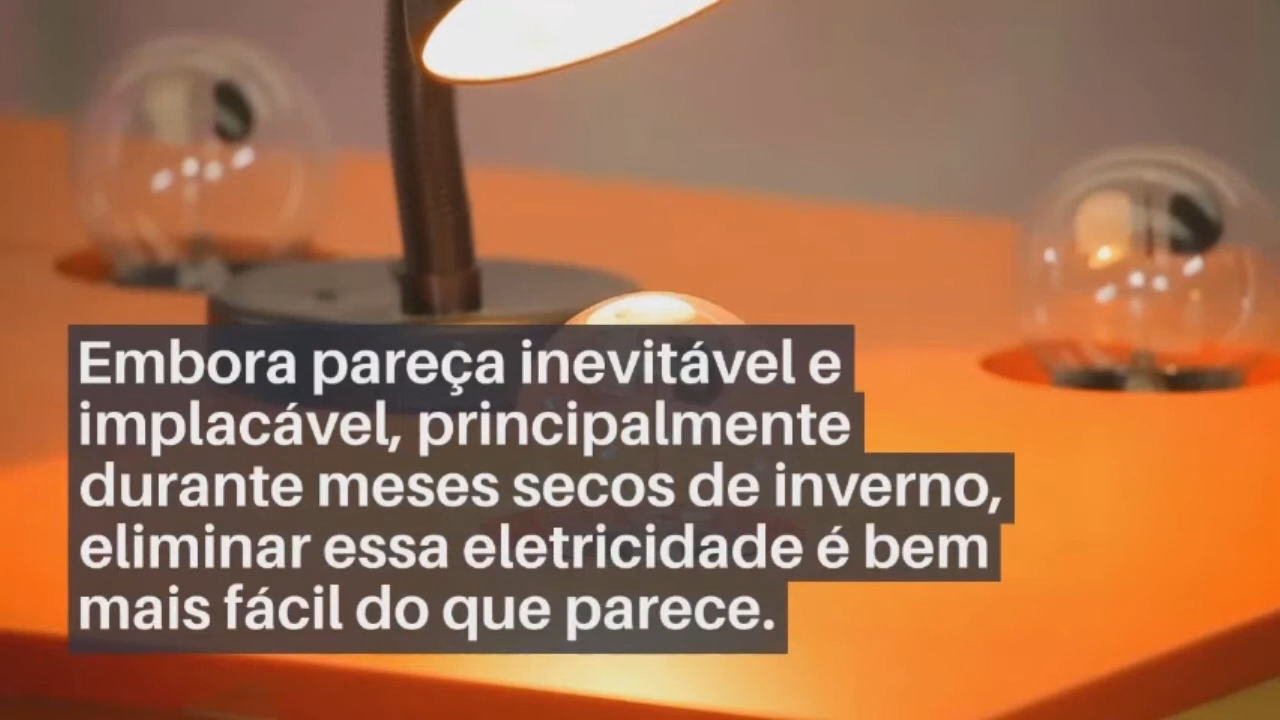 Embora pareça inevitável e
implacável, principalmente
durante meses secos de inverno,
eliminar essa eletricidade é bem
mais fácil do que parece.